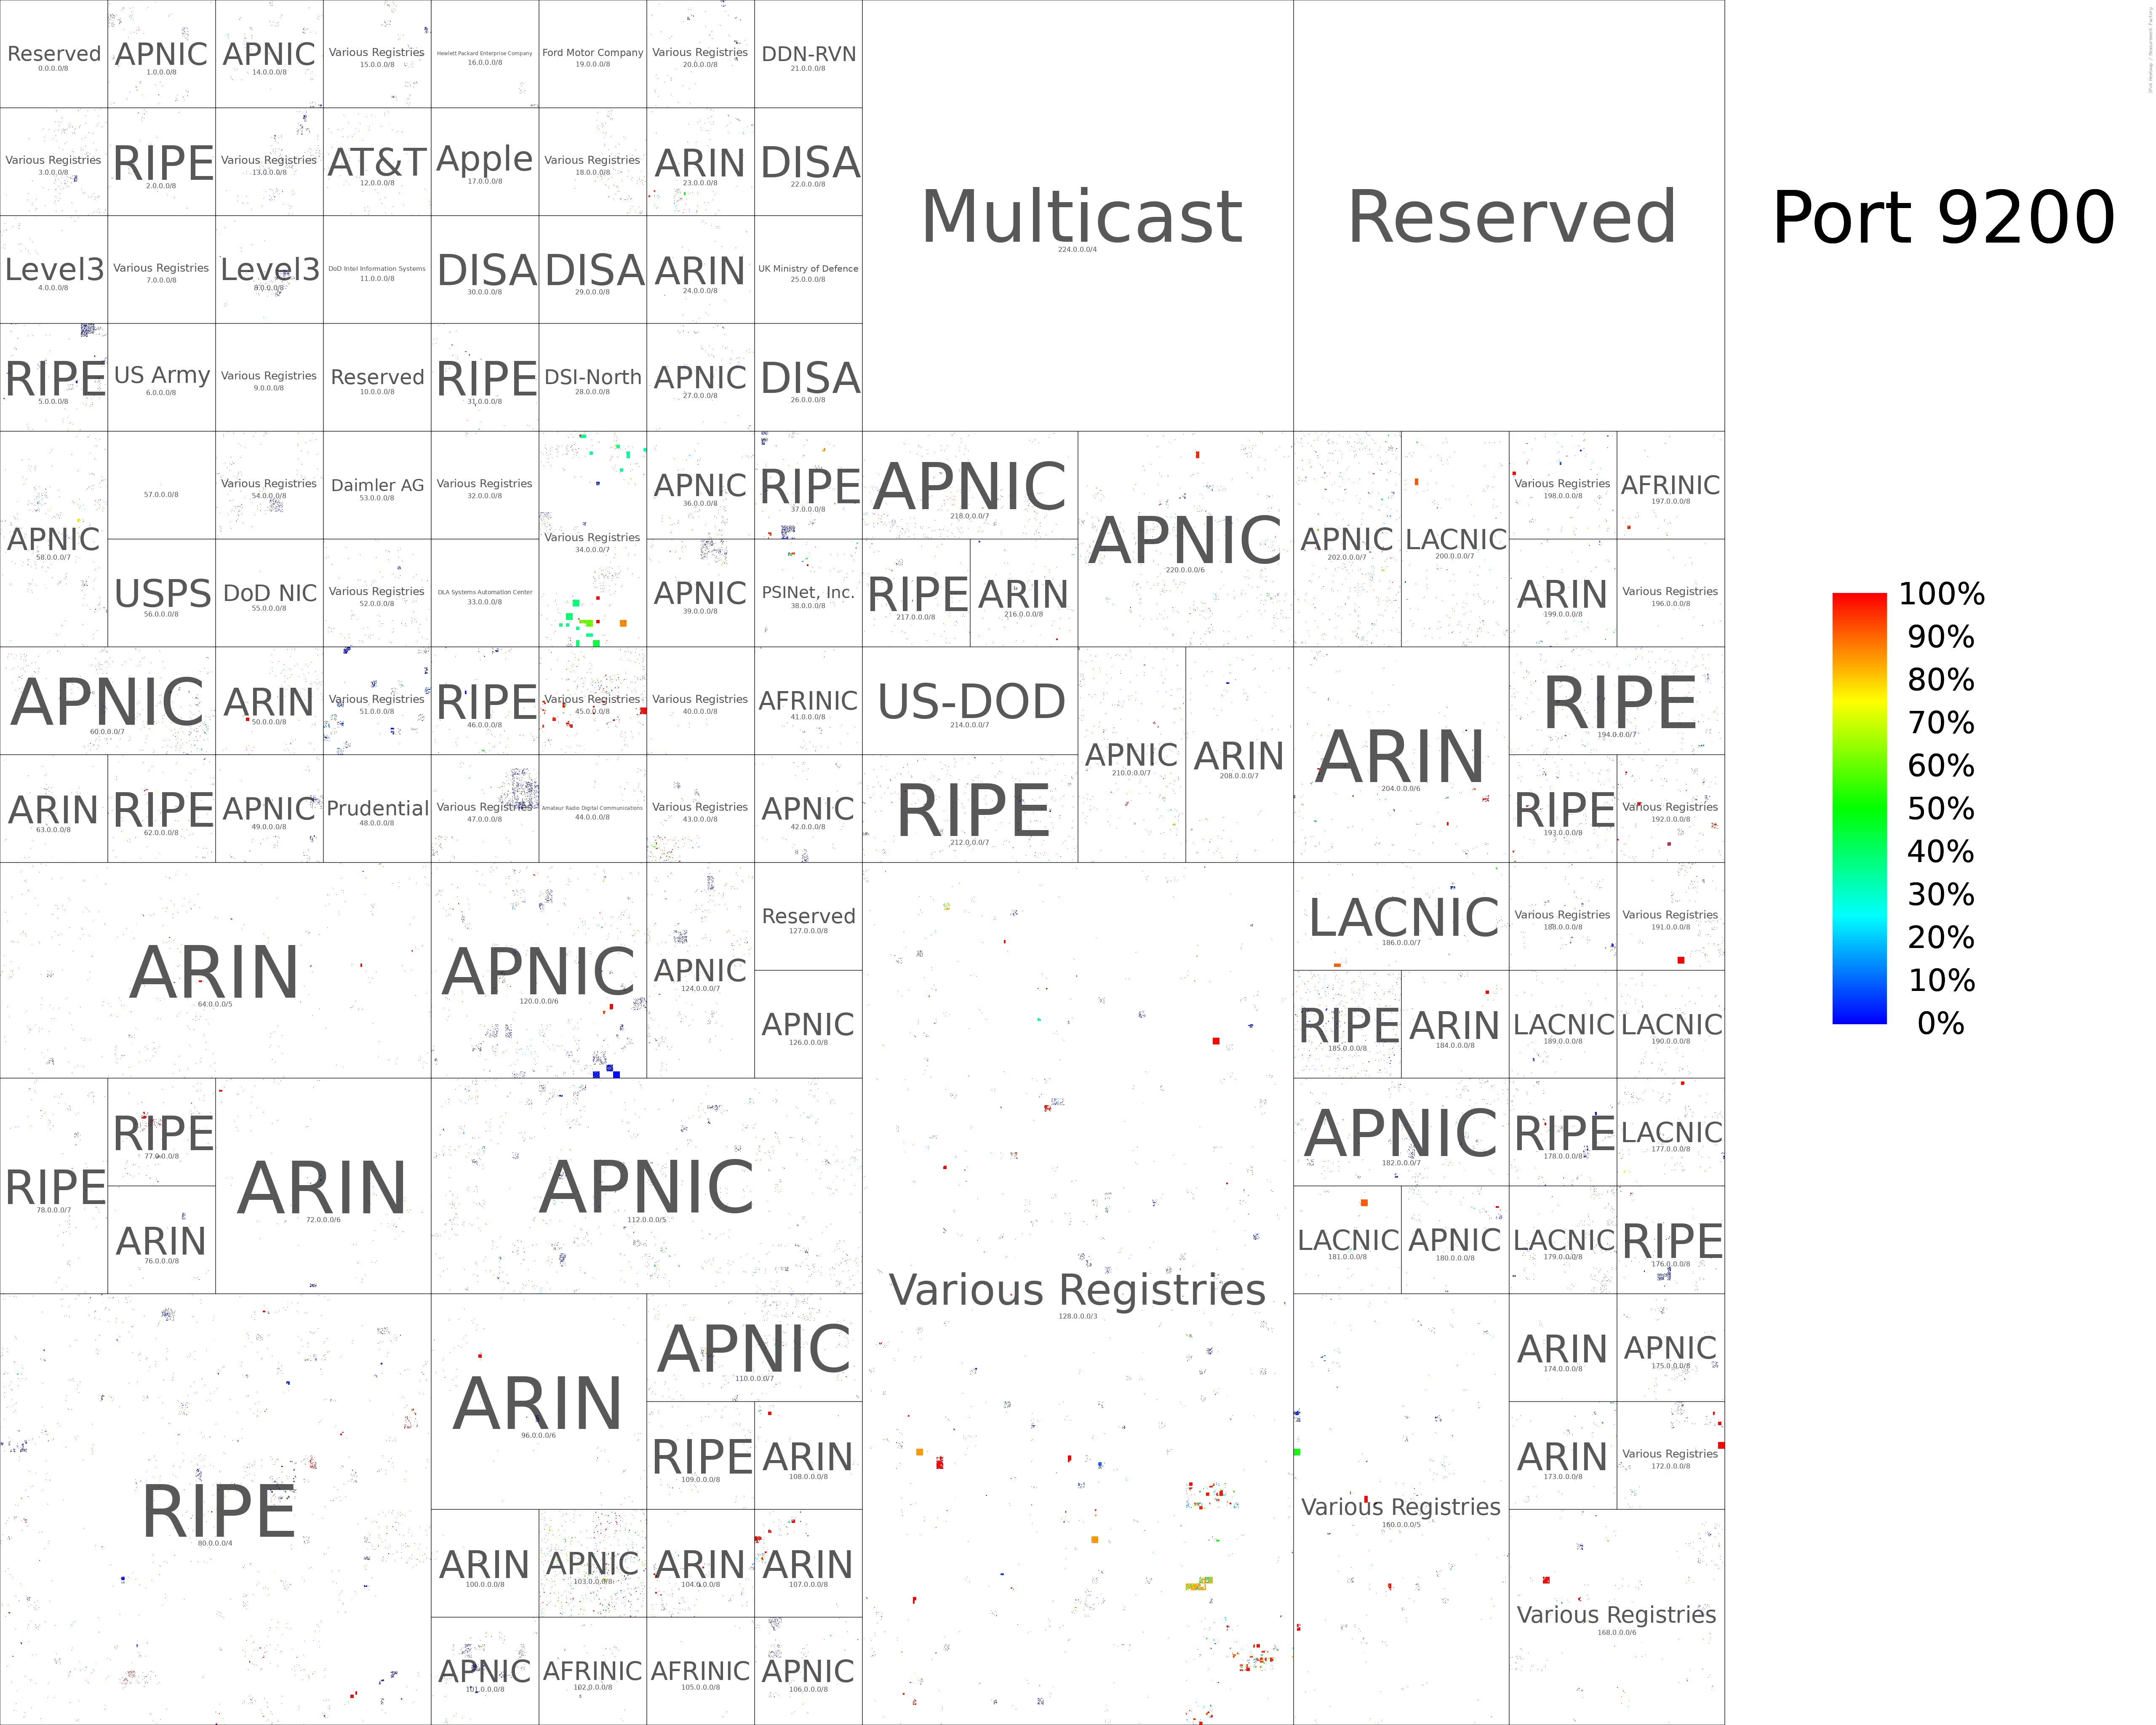 Reserved
0.0.0.0/8
APNIC
1.0.0.0/8
APNIC
14.0.0.0/8
Various Registries
15.0.0.0/8
Hewlett Packard Enterprise Company
16.0.0.0/8
Ford Motor Company
19.0.0.0/8
Various Registries
20.0.0.0/8
DDN-RVN
21.0.0.0/8
Various Registries
3.0.0.0/8
RIPE
2.0.0.0/8
Various Registries
13.0.0.0/8
AT&T
12.0.0.0/8
Apple
17.0.0.0/8
Various Registries
18.0.0.0/8
ARIN
23.0.0.0/8
DISA
22.0.0.0/8
Multicast
224.0.0.0/4
Reserved
Port 9200
Level3
4.0.0.0/8
Various Registries
7.0.0.0/8
Level3
8.0.0.0/8
DoD Intel Information Systems
11.0.0.0/8
DISA
30.0.0.0/8
DISA
29.0.0.0/8
ARIN
24.0.0.0/8
UK Ministry of Defence
25.0.0.0/8
RIPE
5.0.0.0/8
US Army
6.0.0.0/8
Various Registries
9.0.0.0/8
Reserved
10.0.0.0/8
RIPE
31.0.0.0/8
DSI-North
28.0.0.0/8
APNIC
27.0.0.0/8
DISA
26.0.0.0/8
APNIC
58.0.0.0/7
57.0.0.0/8
Various Registries
54.0.0.0/8
Daimler AG
53.0.0.0/8
Various Registries
32.0.0.0/8
Various Registries
34.0.0.0/7
APNIC
36.0.0.0/8
RIPE
37.0.0.0/8
APNIC
218.0.0.0/7
APNIC
220.0.0.0/6
APNIC
202.0.0.0/7
LACNIC
200.0.0.0/7
Various Registries
198.0.0.0/8
AFRINIC
197.0.0.0/8
USPS
56.0.0.0/8
DoD NIC
55.0.0.0/8
Various Registries
52.0.0.0/8
DLA Systems Automation Center
33.0.0.0/8
APNIC
39.0.0.0/8
PSINet, Inc.
38.0.0.0/8
RIPE
217.0.0.0/8
ARIN
216.0.0.0/8
ARIN
199.0.0.0/8
Various Registries
196.0.0.0/8
APNIC
60.0.0.0/7
ARIN
50.0.0.0/8
Various Registries
51.0.0.0/8
RIPE
46.0.0.0/8
Various Registries
45.0.0.0/8
Various Registries
40.0.0.0/8
AFRINIC
41.0.0.0/8
US-DOD
214.0.0.0/7
APNIC
210.0.0.0/7
ARIN
208.0.0.0/7
ARIN
204.0.0.0/6
RIPE
194.0.0.0/7
ARIN
63.0.0.0/8
RIPE
62.0.0.0/8
APNIC
49.0.0.0/8
Prudential
48.0.0.0/8
Various Registries
47.0.0.0/8
Amateur Radio Digital Communications
44.0.0.0/8
Various Registries
43.0.0.0/8
APNIC
42.0.0.0/8
RIPE
212.0.0.0/7
RIPE
193.0.0.0/8
Various Registries
192.0.0.0/8
100%
90%
80%
70%
60%
50%
40%
30%
20%
10%
0%
ARIN
64.0.0.0/5
APNIC
120.0.0.0/6
APNIC
124.0.0.0/7
Reserved
127.0.0.0/8
APNIC
126.0.0.0/8
Various Registries
128.0.0.0/3
LACNIC
186.0.0.0/7
Various Registries
188.0.0.0/8
Various Registries
191.0.0.0/8
RIPE
185.0.0.0/8
ARIN
184.0.0.0/8
LACNIC
189.0.0.0/8
LACNIC
190.0.0.0/8
RIPE
78.0.0.0/7
RIPE
77.0.0.0/8
ARIN
76.0.0.0/8
ARIN
72.0.0.0/6
APNIC
112.0.0.0/5
APNIC
182.0.0.0/7
RIPE
178.0.0.0/8
LACNIC
177.0.0.0/8
LACNIC
181.0.0.0/8
APNIC
180.0.0.0/8
LACNIC
179.0.0.0/8
RIPE
176.0.0.0/8
RIPE
80.0.0.0/4
ARIN
96.0.0.0/6
APNIC
110.0.0.0/7
RIPE
109.0.0.0/8
ARIN
108.0.0.0/8
Various Registries
160.0.0.0/5
ARIN
174.0.0.0/8
APNIC
175.0.0.0/8
ARIN
173.0.0.0/8
Various Registries
172.0.0.0/8
ARIN
100.0.0.0/8
APNIC
103.0.0.0/8
ARIN
104.0.0.0/8
ARIN
107.0.0.0/8
Various Registries
168.0.0.0/6
APNIC
101.0.0.0/8
AFRINIC
102.0.0.0/8
AFRINIC
105.0.0.0/8
APNIC
106.0.0.0/8